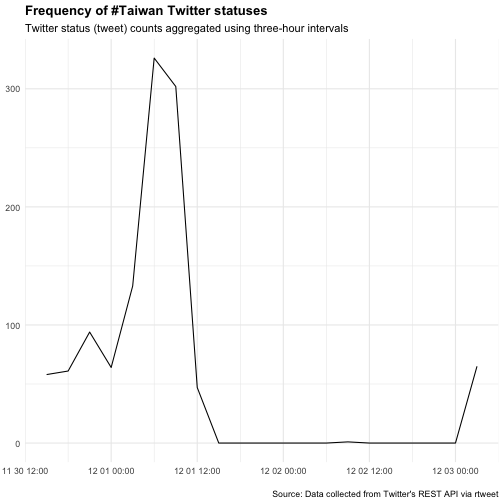 Frequency of #Taiwan Twitter statuses
Twitter status (tweet) counts aggregated using three-hour intervals
300
200
100
0
11 30 12:00 12 01 00:00 12 01 12:00 12 02 00:00 12 02 12:00 12 03 00:00
Source: Data collected from Twitter's REST API via rtweet